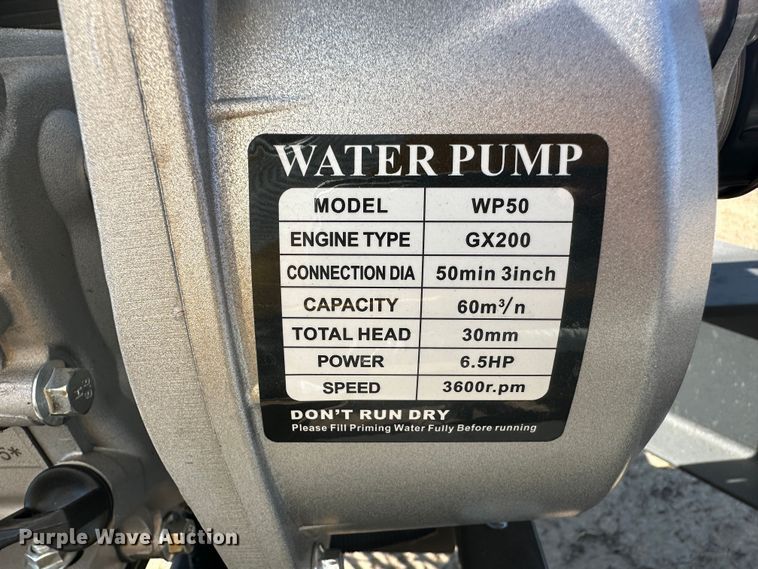 WATER PUMP
MODEL WP50
ENGINE TYPE GX200
CONNECTION DIA 50min 3inch
CAPACITY 60m³/n
TOTAL HEAD 30mm
POWER 6.5HP
SPEED 3600r.pm
DON'T RUN DRY
Please Fill Priming Water Fully Before running
Purple Wave Auction